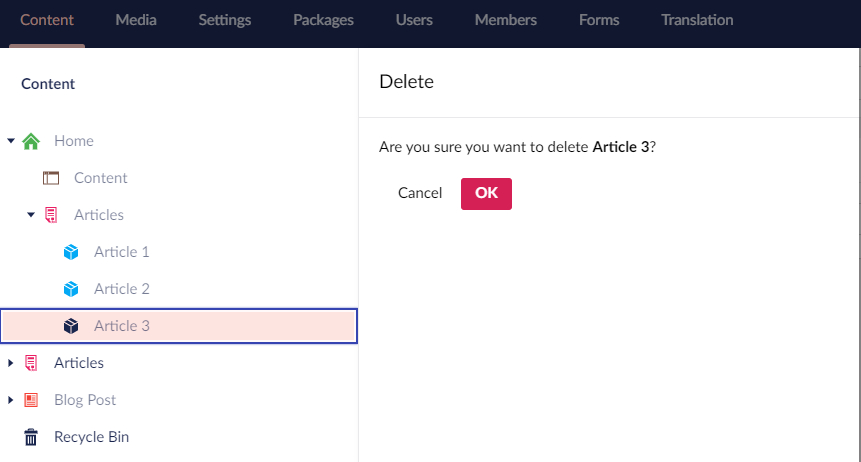 Content Media Settings Packages Users Members Forms Translation
Content
Home
Content
Articles
Article 1
Article 2
Article 3
Articles
Blog Post
Recycle Bin
Delete
Are you sure you want to delete Article 3?
Cancel OK